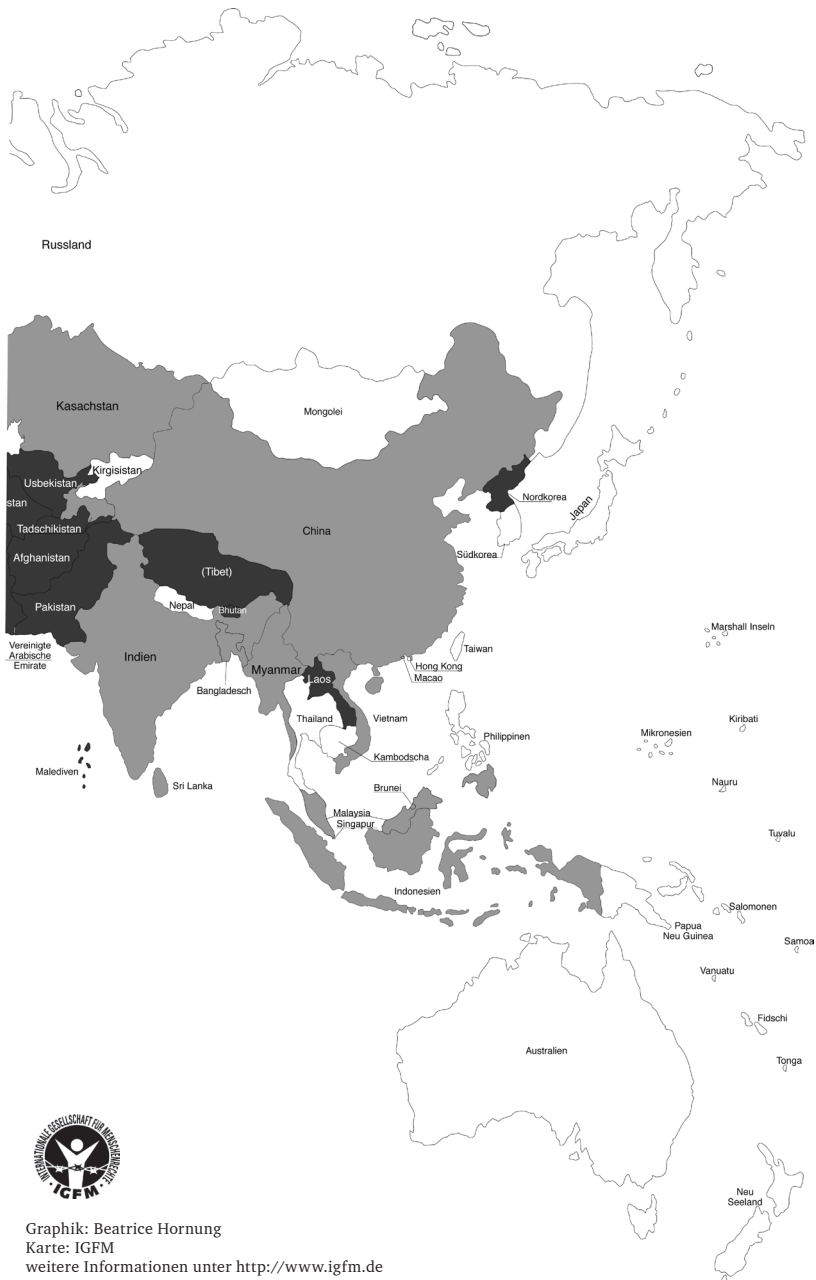 Russland
Kasachstan
Mongolei
Kirgisistan
Usbekistan
stan
Nordkorea
Japan
Tadschikistan
China
Afghanistan
Südkorea
(Tibet)
Pakistan
Nepal
Bhutan
Marshall Inseln
Vereinigte
Arabische
Emirate
Indien
Taiwan
Myanmar
Hong Kong
Macao
Laos
Bangladesch
Thailand
Vietnam
Kiribati
Philippinen
Mikronesien
Kambodscha
Malediven
Sri Lanka
Brunei
Nauru
Malaysia
Singapur
Tuvalu
Indonesien
Salomonen
Papua
Neu Guinea
Samoa
Vanuatu
Fidschi
Australien
Tonga
INTERNATIONALE GESELLSCHAFT FÜR MENSCHENRECHTE
· IGFM ·
Neu
Seeland
Graphik: Beatrice Hornung
Karte: IGFM
weitere Informationen unter http://www.igfm.de